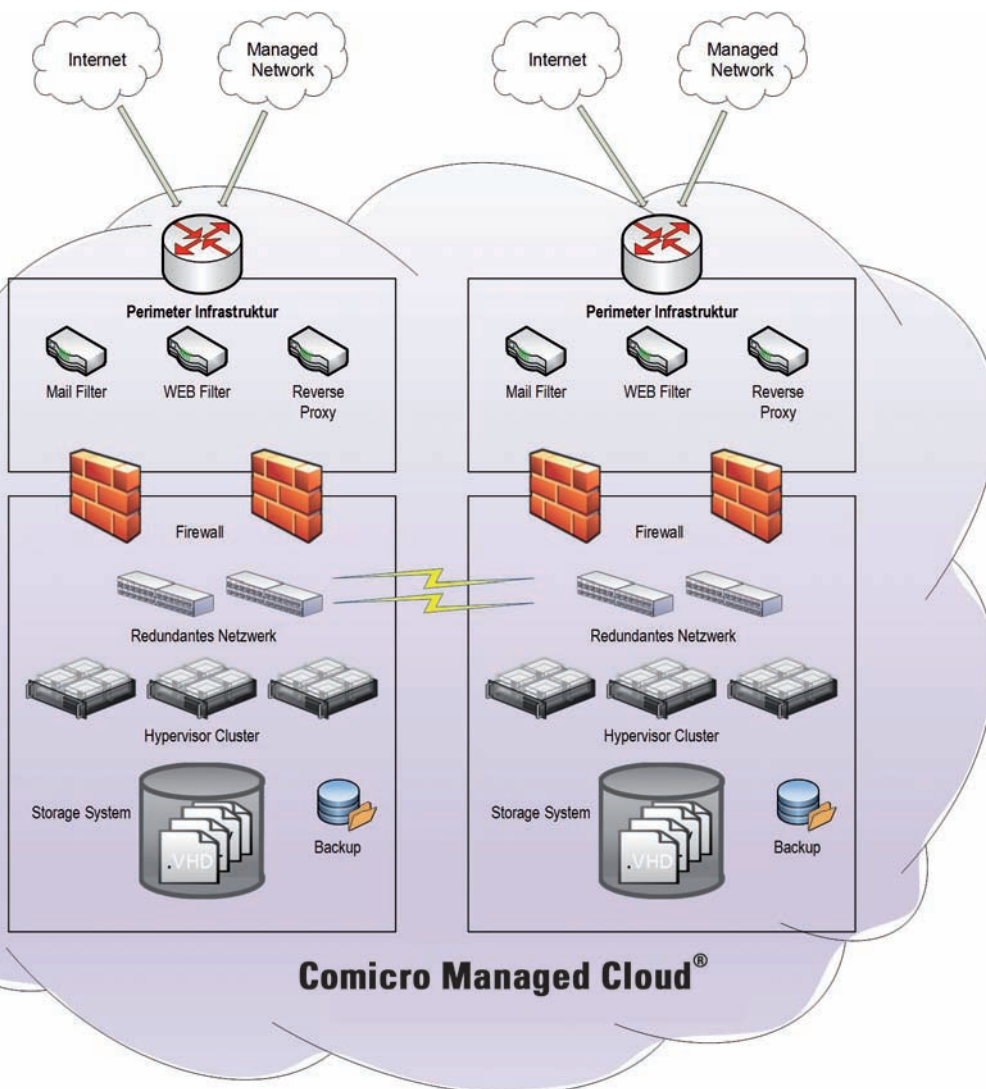 Internet
Managed
Network
Internet
Managed
Network
Perimeter Infrastruktur
Mail Filter
WEB Filter
Reverse
Proxy
Perimeter Infrastruktur
Mail Filter
WEB Filter
Reverse
Proxy
Firewall
Redundantes Netzwerk
Hypervisor Cluster
Storage System
.VHD
Backup
Firewall
Redundantes Netzwerk
Hypervisor Cluster
Storage System
.VHD
Backup
Comicro Managed Cloud®